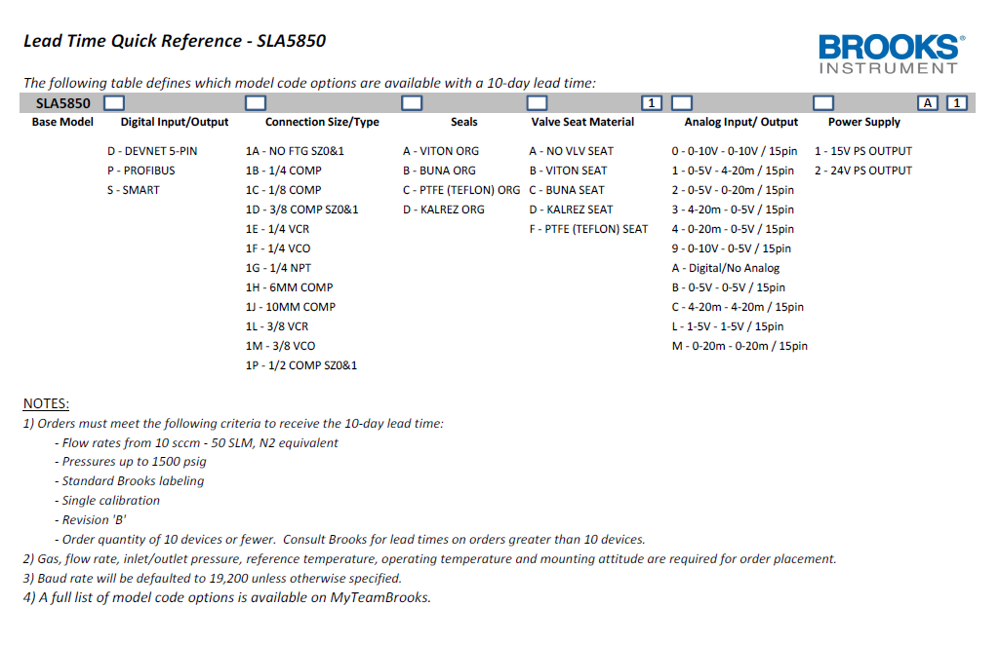 Lead Time Quick Reference - SLA5850
BROOKS®
INSTRUMENT
The following table defines which model code options are available with a 10-day lead time:
SLA5850 1 A 1
Base Model Digital Input/Output Connection Size/Type Seals Valve Seat Material Analog Input/ Output Power Supply
D - DEVNET 5-PIN 1A - NO FTG SZ0&1 A - VITON ORG A - NO VLV SEAT 0 - 0-10V - 0-10V / 15pin 1 - 15V PS OUTPUT
P - PROFIBUS 1B - 1/4 COMP B - BUNA ORG B - VITON SEAT 1 - 0-5V - 4-20m / 15pin 2 - 24V PS OUTPUT
S - SMART 1C - 1/8 COMP C - PTFE (TEFLON) ORG C - BUNA SEAT 2 - 0-5V - 0-20m / 15pin
1D - 3/8 COMP SZ0&1 D - KALREZ ORG D - KALREZ SEAT 3 - 4-20m - 0-5V / 15pin
1E - 1/4 VCR F - PTFE (TEFLON) SEAT 4 - 0-20m - 0-5V / 15pin
1F - 1/4 VCO 9 - 0-10V - 0-5V / 15pin
1G - 1/4 NPT A - Digital/No Analog
1H - 6MM COMP B - 0-5V - 0-5V / 15pin
1J - 10MM COMP C - 4-20m - 4-20m / 15pin
1L - 3/8 VCR L - 1-5V - 1-5V / 15pin
1M - 3/8 VCO M - 0-20m - 0-20m / 15pin
1P - 1/2 COMP SZ0&1
NOTES:
1) Orders must meet the following criteria to receive the 10-day lead time:
- Flow rates from 10 sccm - 50 SLM, N2 equivalent
- Pressures up to 1500 psig
- Standard Brooks labeling
- Single calibration
- Revision 'B'
- Order quantity of 10 devices or fewer. Consult Brooks for lead times on orders greater than 10 devices.
2) Gas, flow rate, inlet/outlet pressure, reference temperature, operating temperature and mounting attitude are required for order placement.
3) Baud rate will be defaulted to 19,200 unless otherwise specified.
4) A full list of model code options is available on MyTeamBrooks.